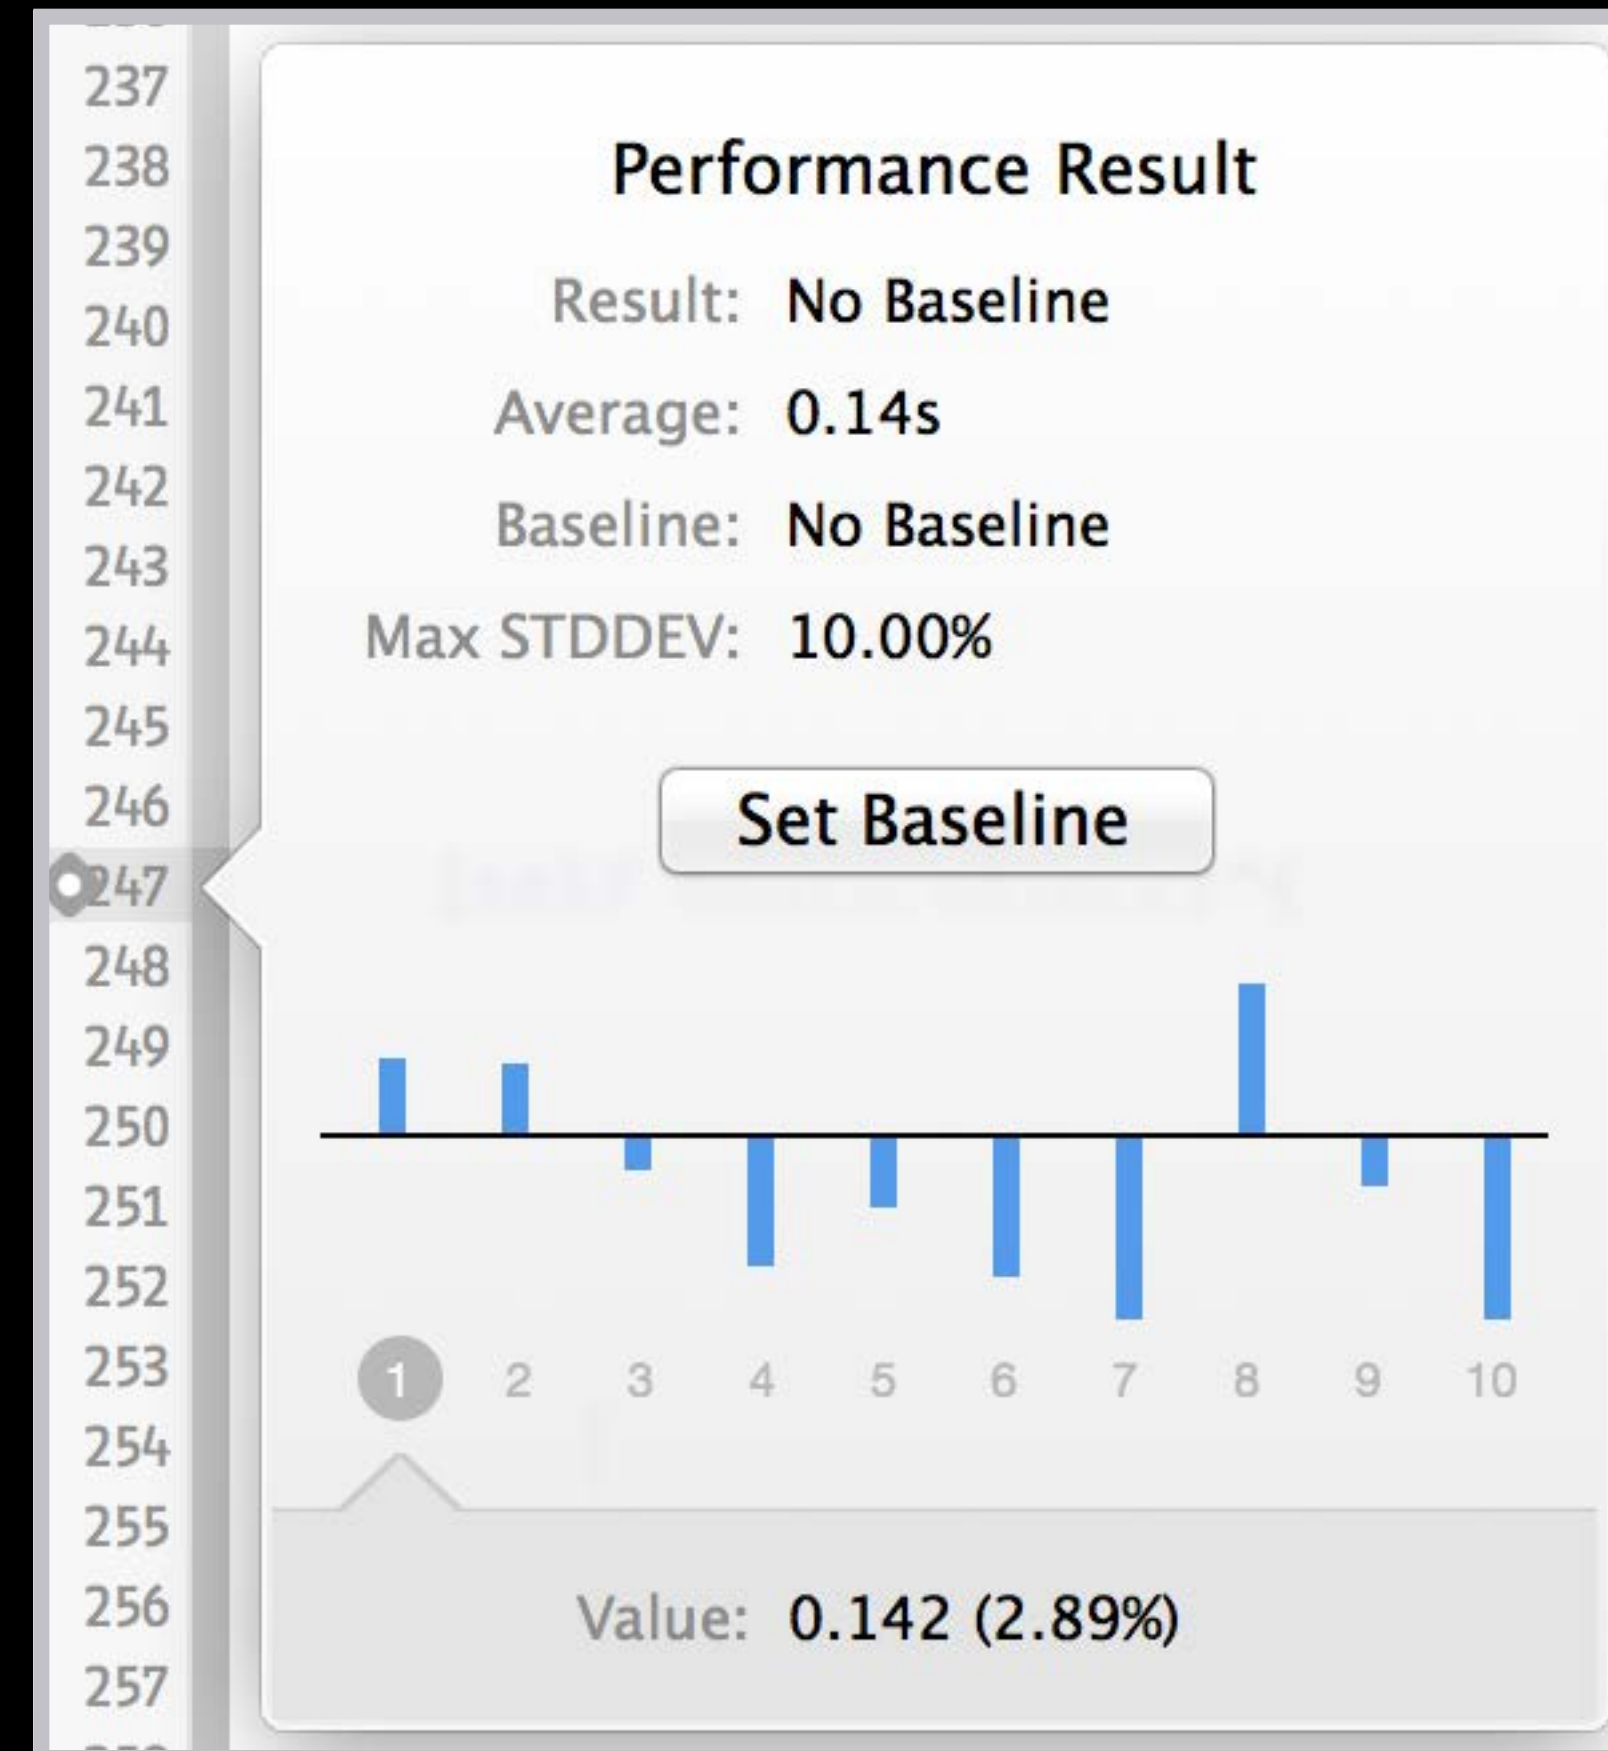 237
238
239
240
241
242
243
244
245
246
247
248
249
250
251
252
253
254
255
256
257
Performance Result
Result: No Baseline
Average: 0.14s
Baseline: No Baseline
Max STDDEV: 10.00%
Set Baseline
1 2 3 4 5 6 7 8 9 10
Value: 0.142 (2.89%)